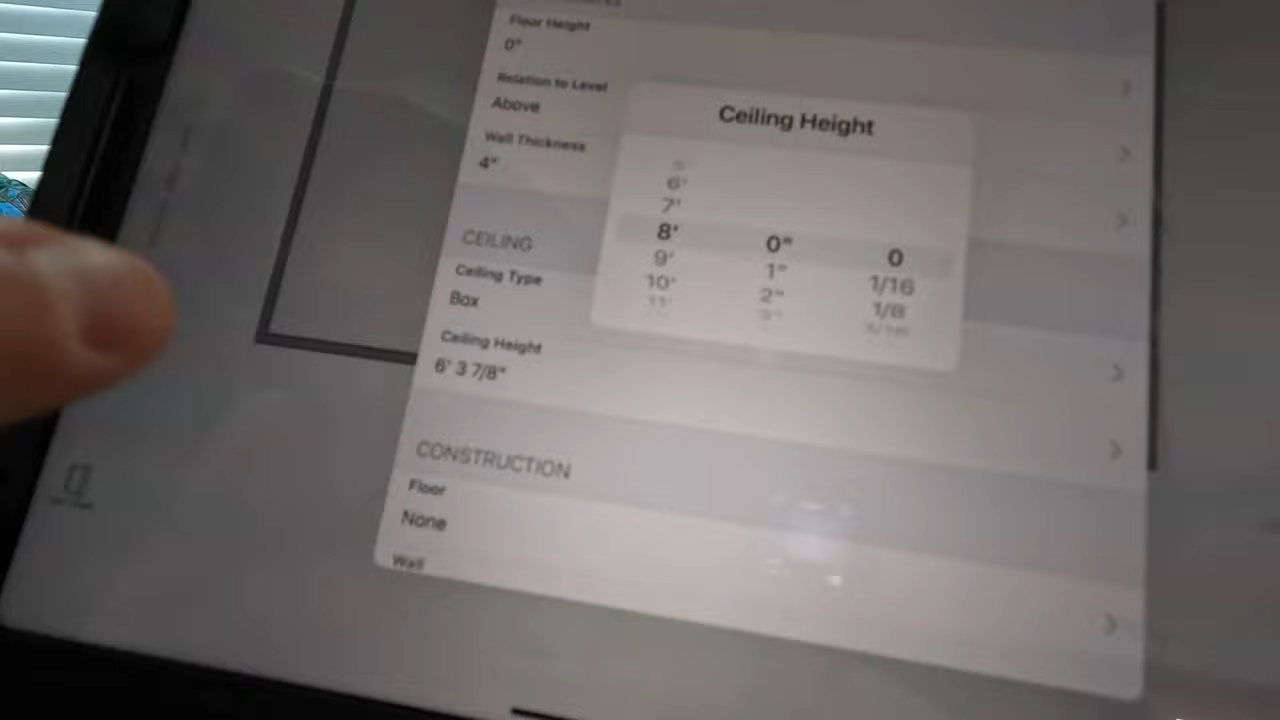 Floor Height
0"
Relation to Level
Above
Wall Thickness
4"
CEILING
Ceiling Type
Box
Ceiling Height
6' 3 7/8"
CONSTRUCTION
Floor
None
Wall
Ceiling Height
6'
7'
8' 0" 0
9' 1" 1/16
10' 2" 1/8
11'